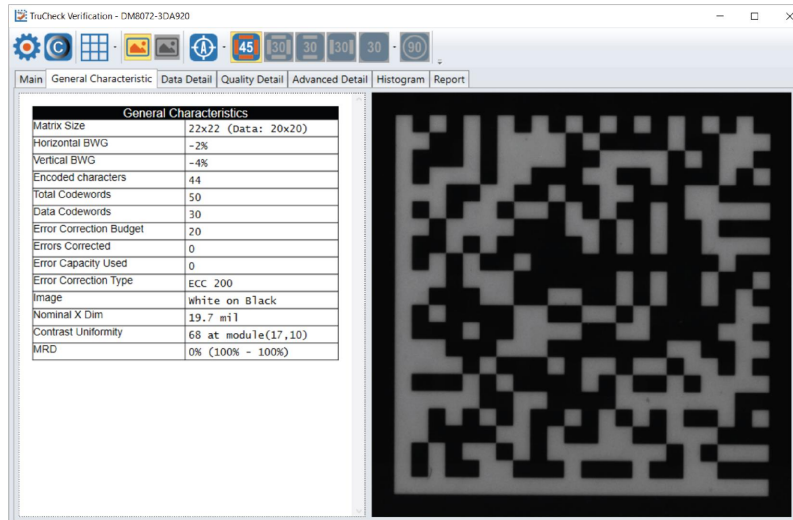 TruCheck Verification - DM8072-3DA920
A 45 30 30 30 30 90
Main General Characteristic Data Detail Quality Detail Advanced Detail Histogram Report
General Characteristics
Matrix Size 22x22 (Data: 20x20)
Horizontal BWG -2%
Vertical BWG -4%
Encoded characters 44
Total Codewords 50
Data Codewords 30
Error Correction Budget 20
Errors Corrected 0
Error Capacity Used 0
Error Correction Type ECC 200
Image White on Black
Nominal X Dim 19.7 mil
Contrast Uniformity 68 at module(17,10)
MRD 0% (100% - 100%)